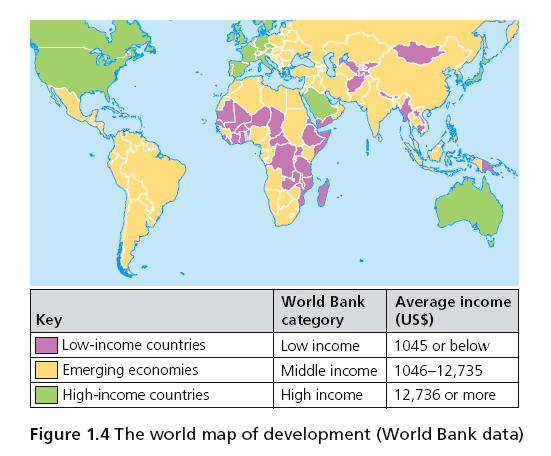 Key
World Bank category
Average income (US$)
Low-income countries
Low income
1045 or below
Emerging economies
Middle income
1046–12,735
High-income countries
High income
12,736 or more
Figure 1.4 The world map of development (World Bank data)